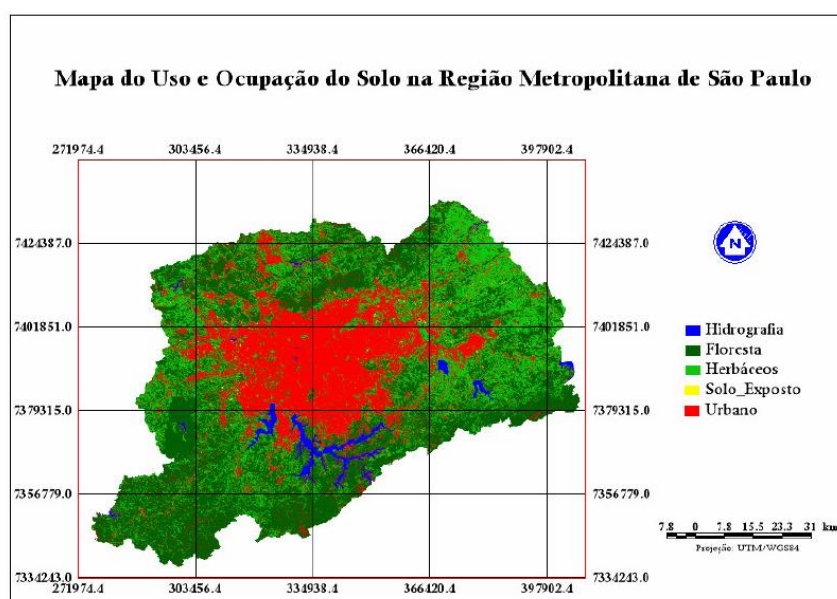 Mapa do Uso e Ocupação do Solo na Região Metropolitana de São Paulo
271974.4 303456.4 334938.4 366420.4 397902.4
7424387.0 7424387.0
N
7401851.0 7401851.0
Hidrografia
Floresta
Herbáceos
Solo_Exposto
Urbano
7379315.0 7379315.0
7356779.0 7356779.0
7.8 0 7.8 15.5 23.3 31 km
Projeção: UTM/WGS84
7334243.0 7334243.0
271974.4 303456.4 334938.4 366420.4 397902.4